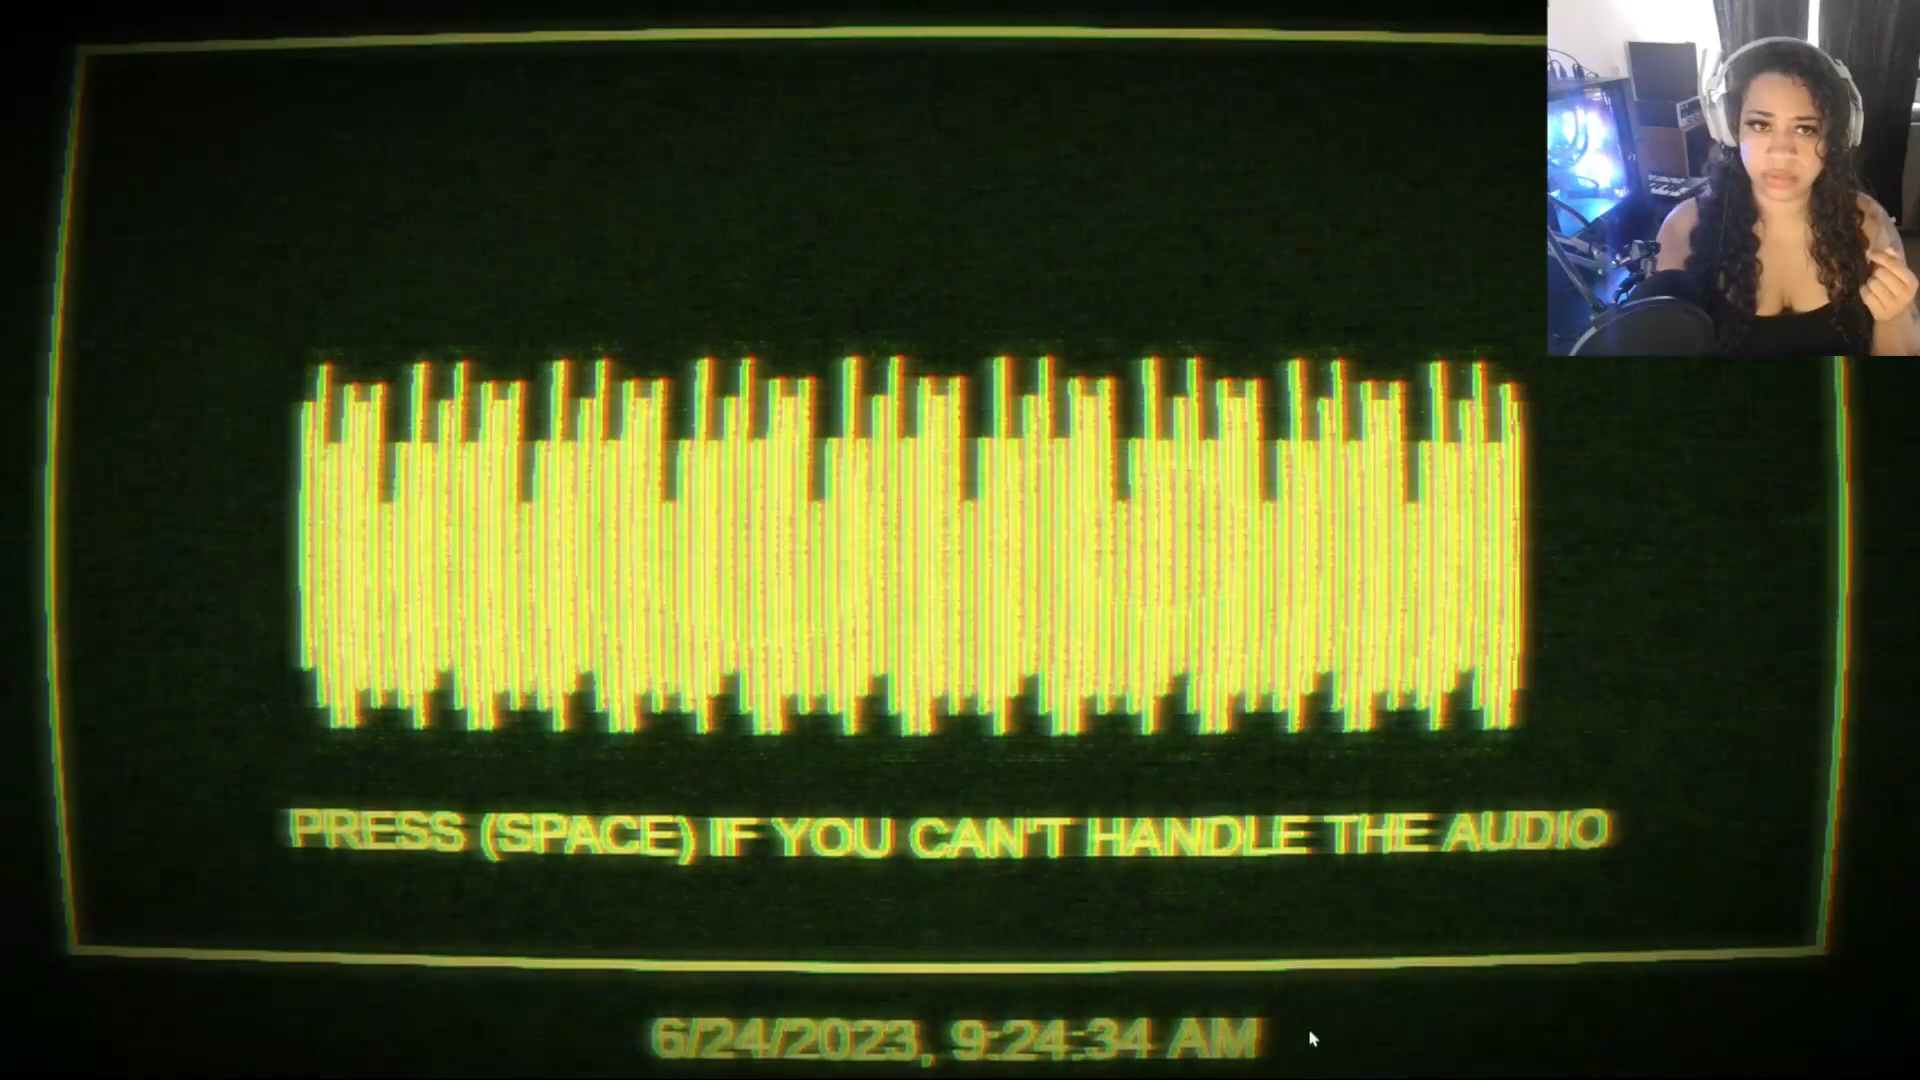 PRESS (SPACE) IF YOU CAN'T HANDLE THE AUDIO
6/24/2023, 9:24:34 AM